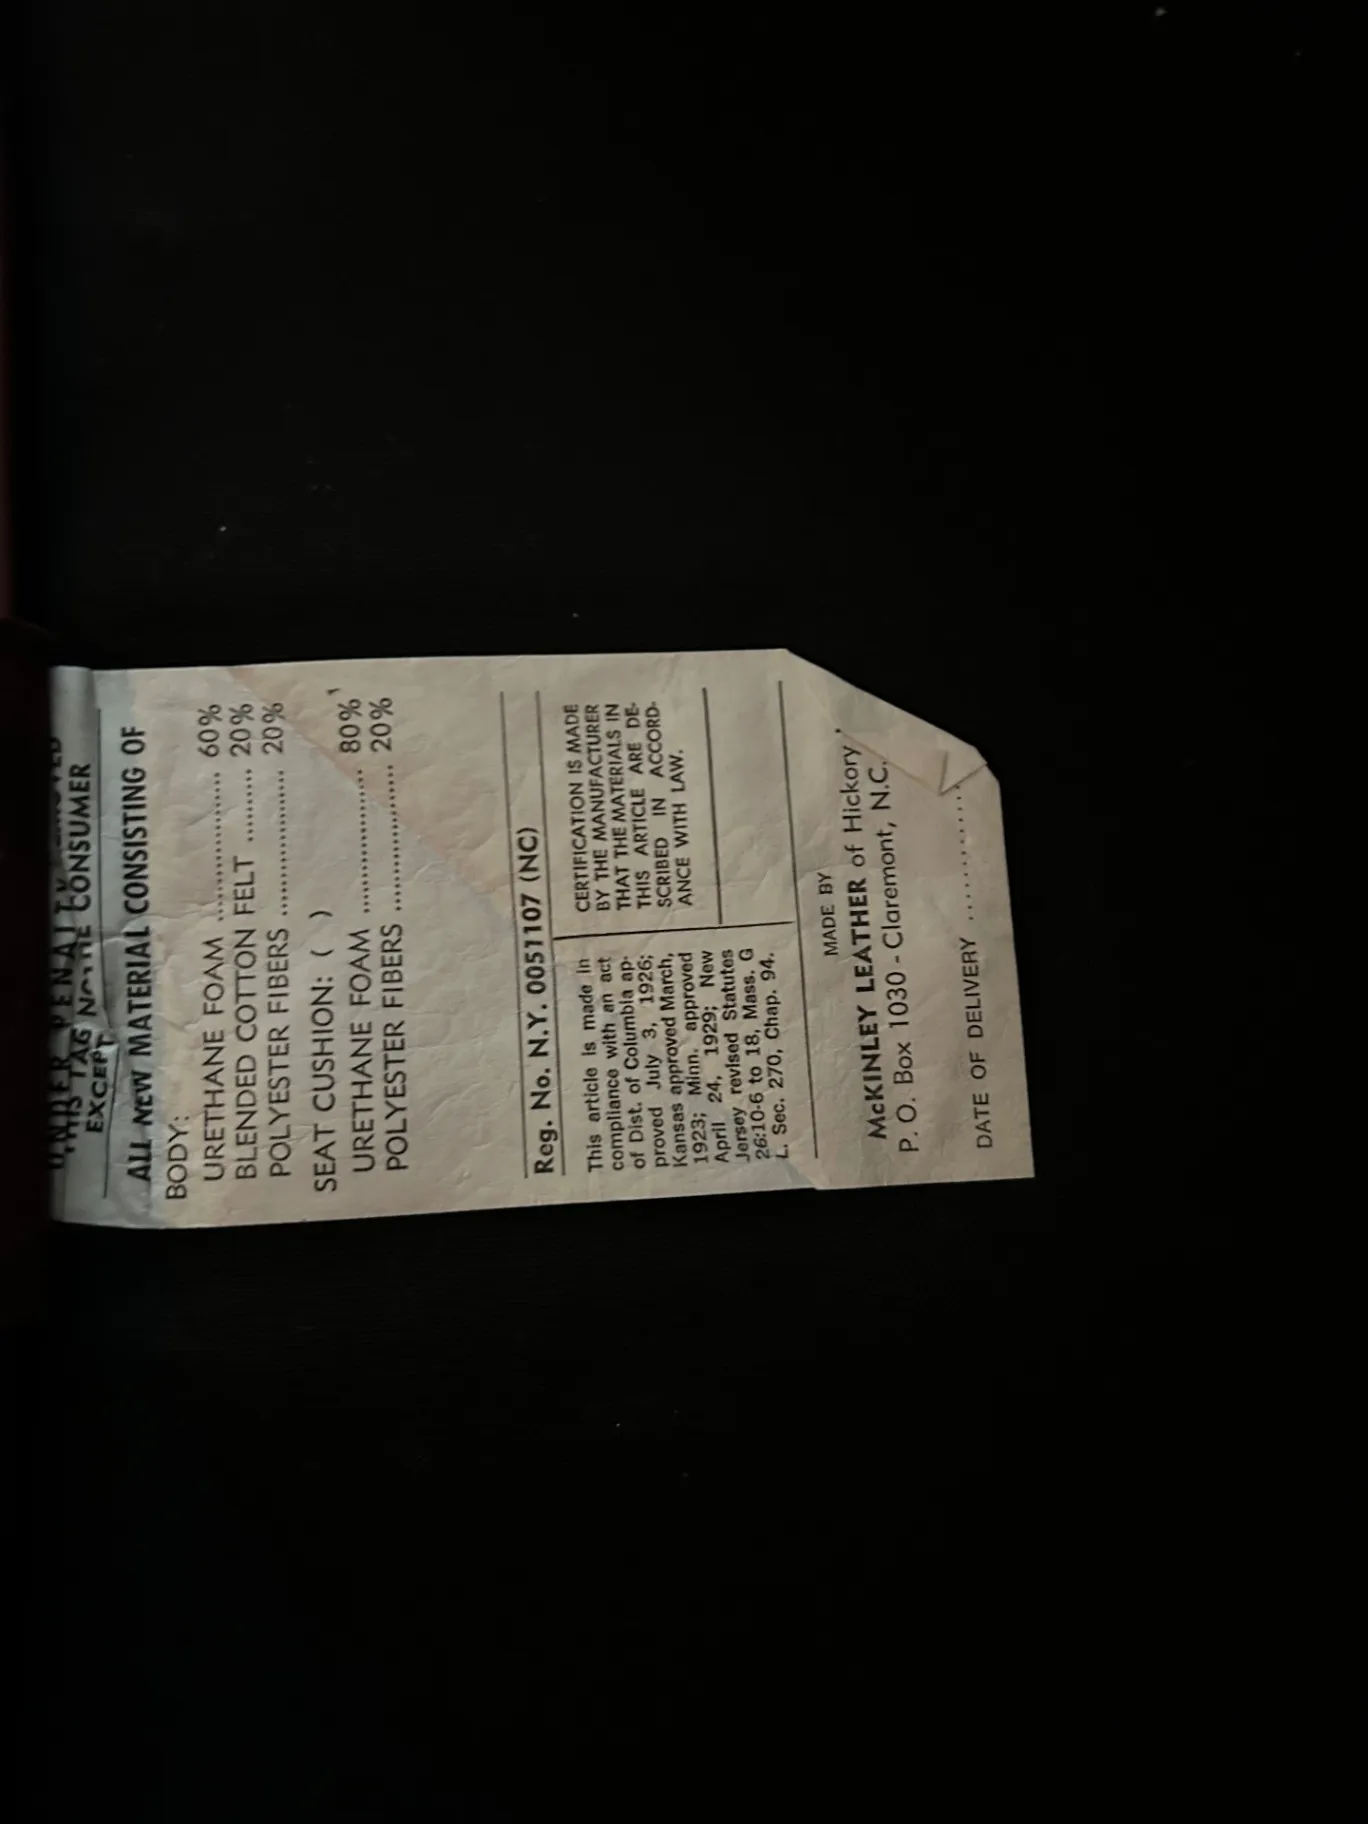 UNDER PENALTY
THIS TAG NOT
EXCEPT THE CONSUMER
ALL NEW MATERIAL CONSISTING OF
BODY:
URETHANE FOAM .................... 60%
BLENDED COTTON FELT .......... 20%
POLYESTER FIBERS .................... 20%
SEAT CUSHION: ( )
URETHANE FOAM .................... 80%
POLYESTER FIBERS .................... 20%
Reg. No. N.Y. 0051107 (NC)
This article is made in
compliance with an act
of Dist. of Columbia ap-
proved July 3, 1926;
Kansas approved March,
1923; Minn. approved
April 24, 1929; New
Jersey revised Statutes
26:10-6 to 18, Mass. G
L. Sec. 270, Chap. 94.
CERTIFICATION IS MADE
BY THE MANUFACTURER
THAT THE MATERIALS IN
THIS ARTICLE ARE DE-
SCRIBED IN ACCORD-
ANCE WITH LAW.
MADE BY
McKINLEY LEATHER of Hickory,
P. O. Box 1030 - Claremont, N.C.
DATE OF DELIVERY ............